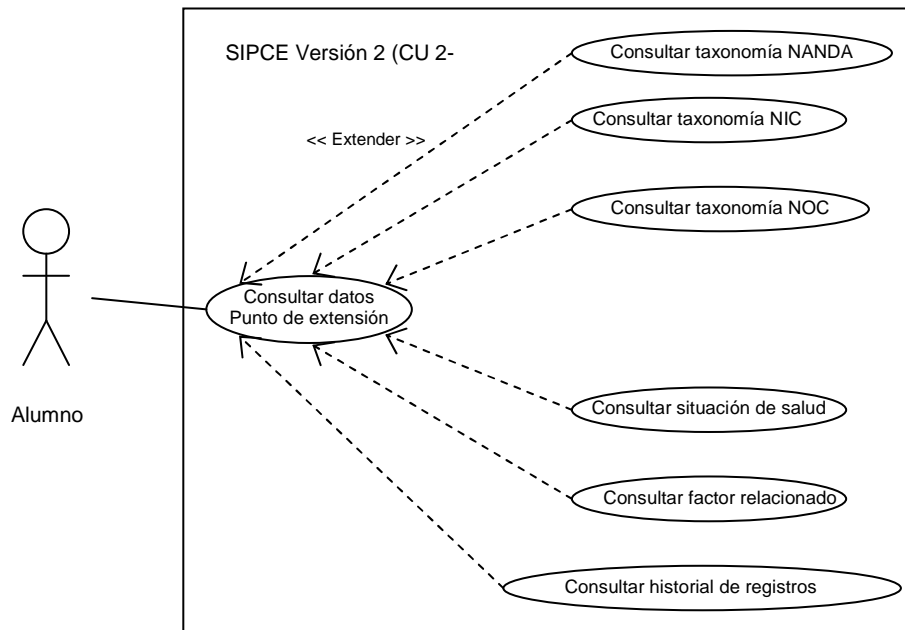 SIPCE Versión 2 (CU 2-
Consultar taxonomía NANDA
Consultar taxonomía NIC
<< Extender >>
Consultar taxonomía NOC
Consultar datos
Punto de extensión
Alumno
Consultar situación de salud
Consultar factor relacionado
Consultar historial de registros